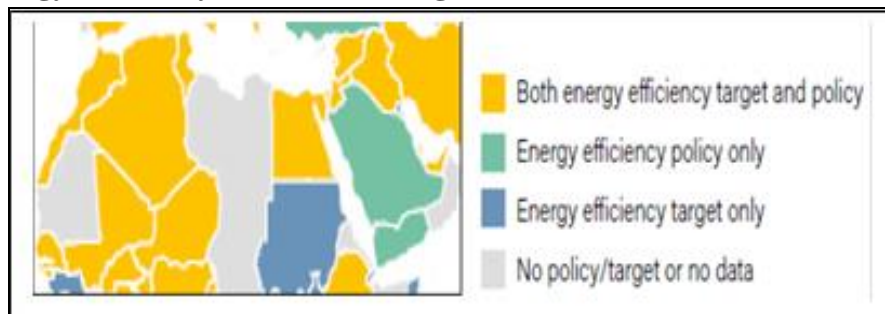 Both energy efficiency target and policy
Energy efficiency policy only
Energy efficiency target only
No policy/target or no data